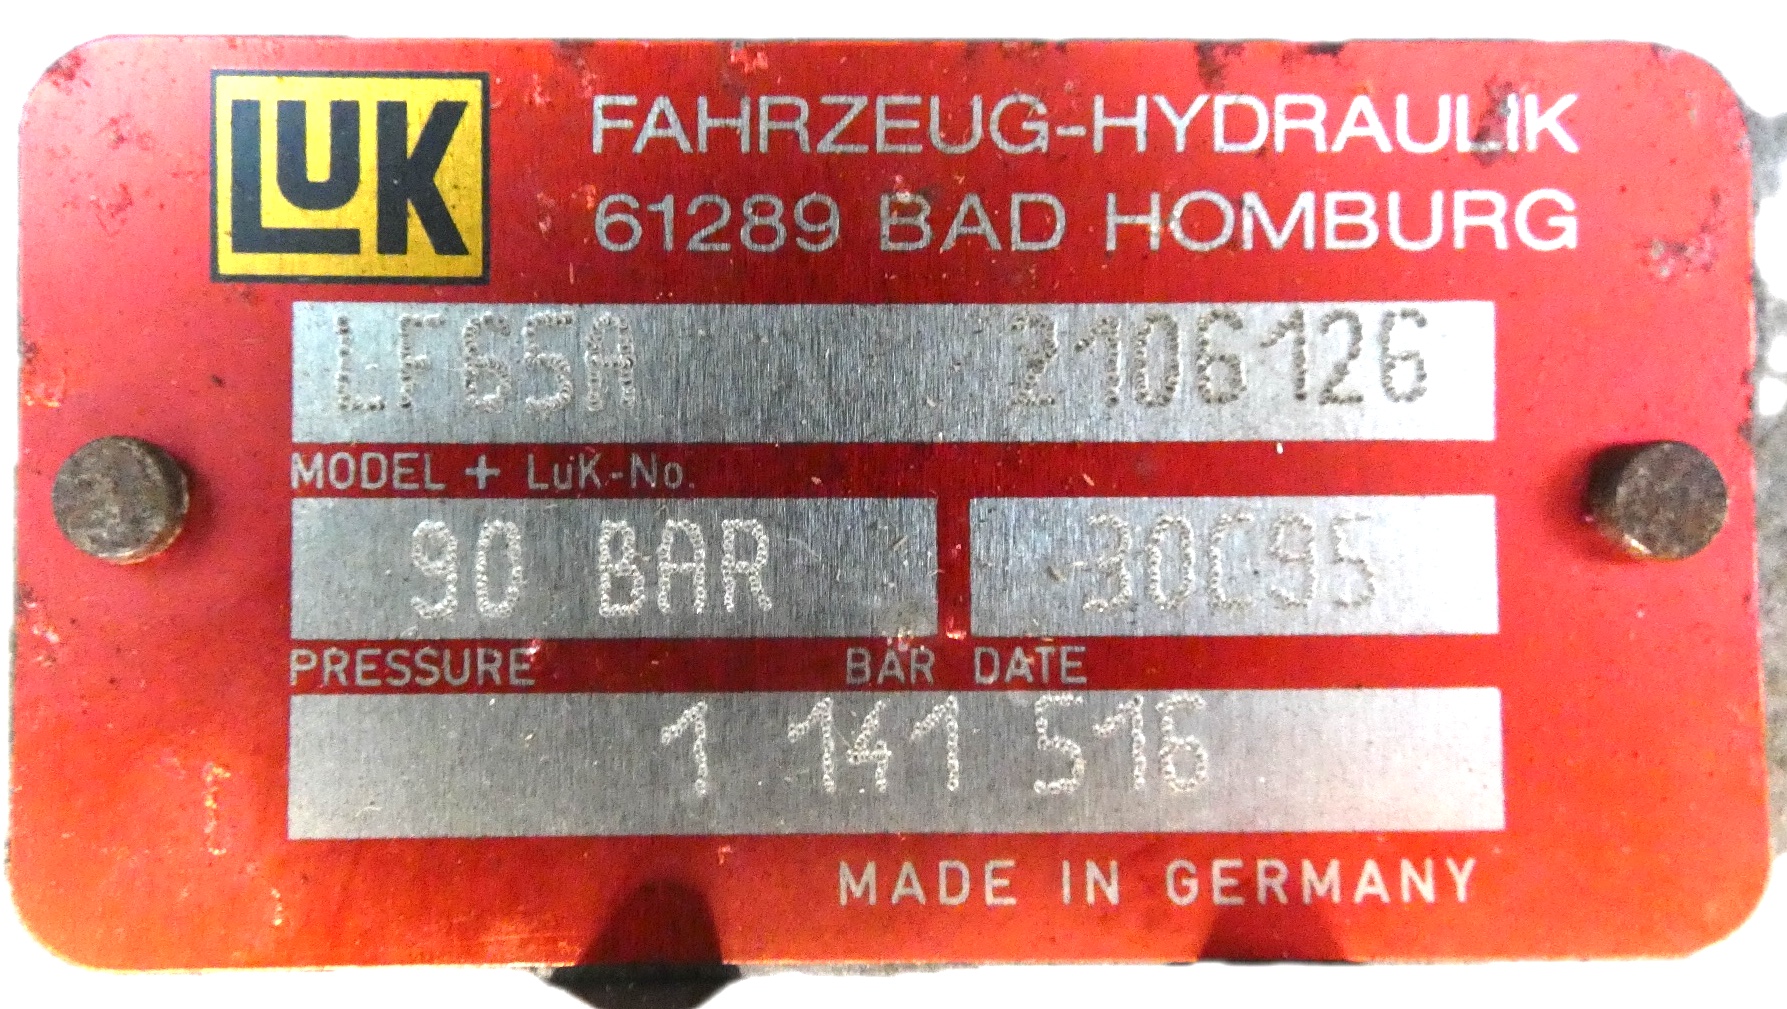 LUK
FAHRZEUG-HYDRAULIK
61289 BAD HOMBURG
LF65A 2106126
MODEL + LuK-No.
90 BAR 30C95
PRESSURE BAR DATE
1 141 516
MADE IN GERMANY